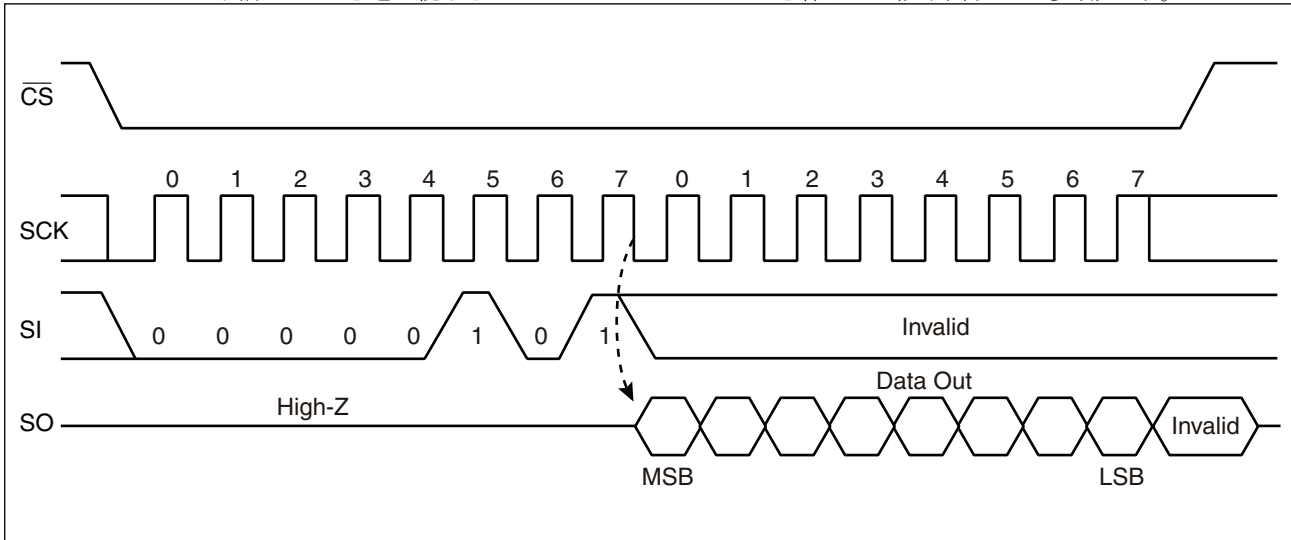 CS
0 1 2 3 4 5 6 7 0 1 2 3 4 5 6 7
SCK
SI
0 0 0 0 0 1 0 1
Invalid
Data Out
High-Z
SO
Invalid
MSB
LSB